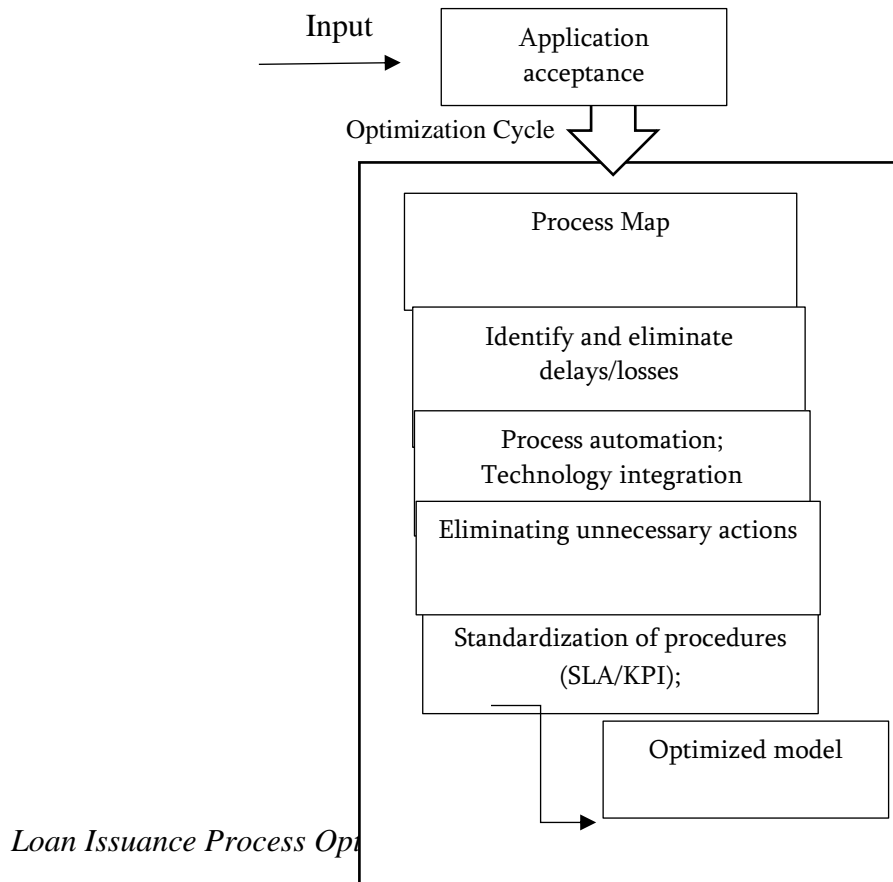 Input
Application
acceptance
Optimization Cycle
Process Map
Identify and eliminate
delays/losses
Process automation;
Technology integration
Eliminating unnecessary actions
Standardization of procedures
(SLA/KPI);
Optimized model
Loan Issuance Process